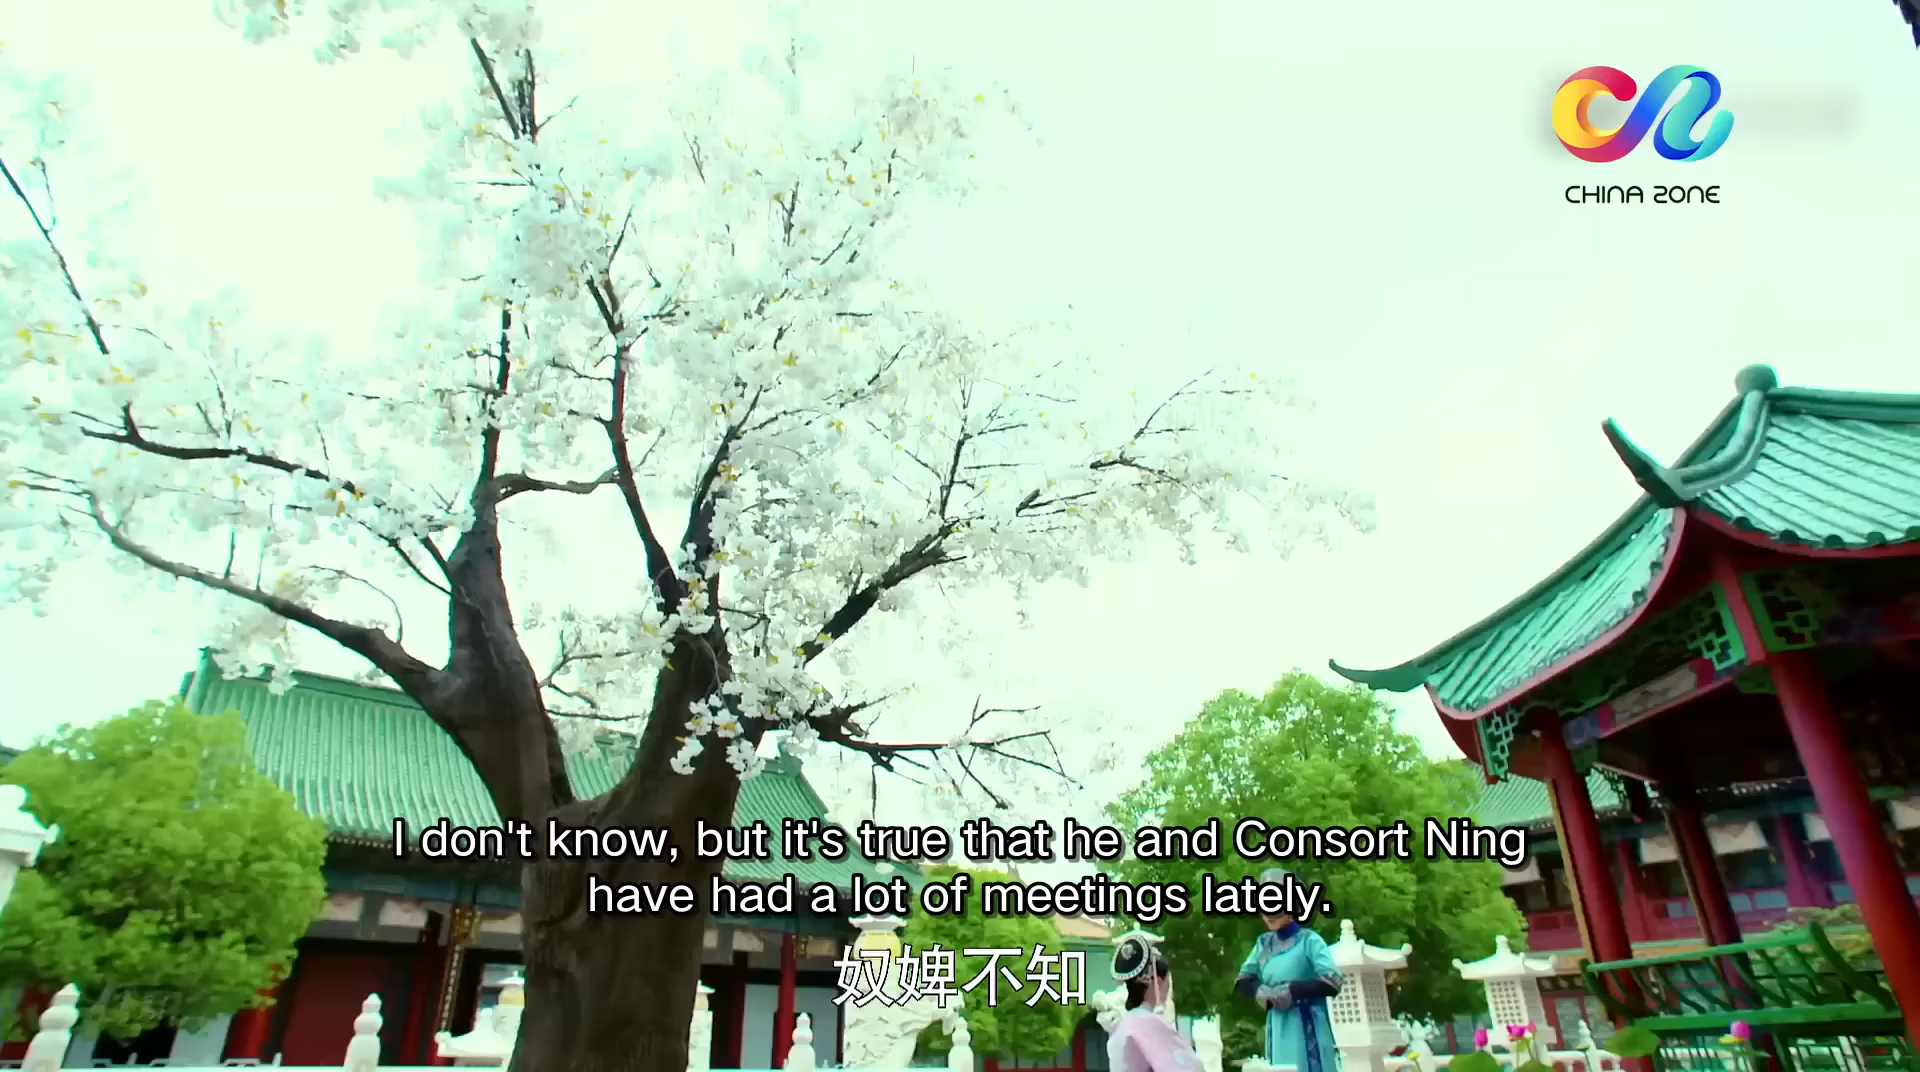 CHINA ZONE
I don't know, but it's true that he and Consort Ning
have had a lot of meetings lately.
奴婢不知